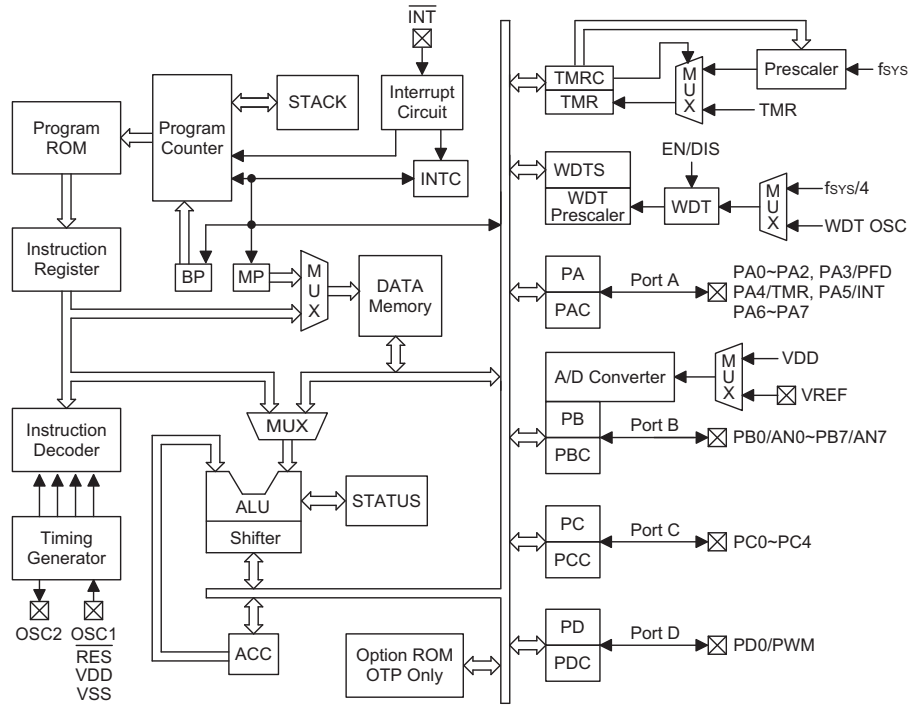 INT
Interrupt
Circuit
INTC
STACK
Program
Counter
Program
ROM
Instruction
Register
BP
MP
MUX
DATA
Memory
Instruction
Decoder
MUX
ALU
Shifter
STATUS
Timing
Generator
OSC2
OSC1
RES
VDD
VSS
ACC
Option ROM
OTP Only
TMRC
TMR
MUX
Prescaler
fSYS
TMR
EN/DIS
WDTS
WDT
Prescaler
WDT
MUX
fSYS/4
WDT OSC
PA
PAC
Port A
PA0~PA2, PA3/PFD
PA4/TMR, PA5/INT
PA6~PA7
A/D Converter
MUX
VDD
VREF
PB
PBC
Port B
PB0/AN0~PB7/AN7
PC
PCC
Port C
PC0~PC4
PD
PDC
Port D
PD0/PWM